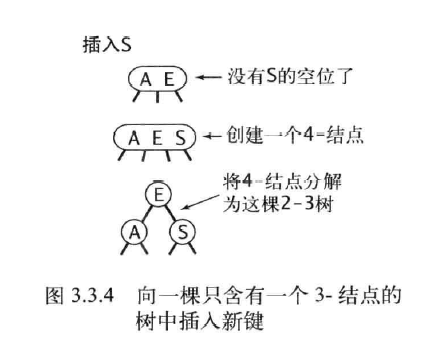 插入S
A E
没有S的空位了
A E S
创建一个4-结点
E
将4-结点分解
为这棵2-3树
A
S
图 3.3.4 向一棵只含有一个 3- 结点的
树中插入新键